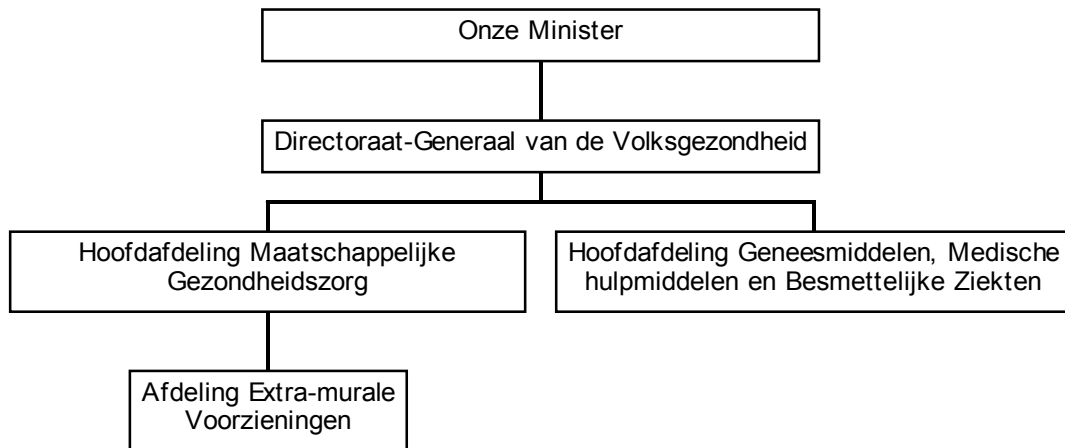 Onze Minister
Directoraat-Generaal van de Volksgezondheid
Hoofdafdeling Maatschappelijke
Gezondheidszorg
Hoofdafdeling Geneesmiddelen, Medische
hulpmiddelen en Besmettelijke Ziekten
Afdeling Extra-murale
Voorzieningen